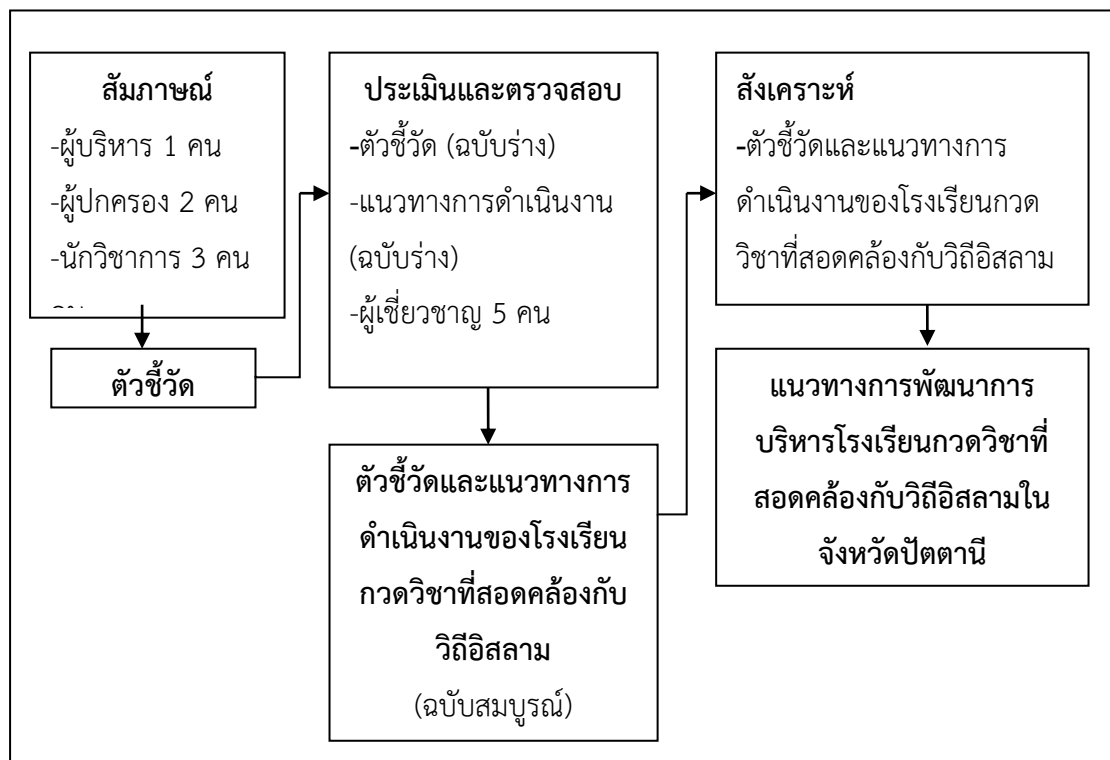 สัมภาษณ์
-ผู้บริหาร 1 คน
-ผู้ปกครอง 2 คน
-นักวิชาการ 3 คน
ตัวชี้วัด
ประเมินและตรวจสอบ
-ตัวชี้วัด (ฉบับร่าง)
-แนวทางการดำเนินงาน
(ฉบับร่าง)
-ผู้เชี่ยวชาญ 5 คน
ตัวชี้วัดและแนวทางการ
ดำเนินงานของโรงเรียน
กวดวิชาที่สอดคล้องกับ
วิถีอิสลาม
(ฉบับสมบูรณ์)
สังเคราะห์
-ตัวชี้วัดและแนวทางการ
ดำเนินงานของโรงเรียนกวด
วิชาที่สอดคล้องกับวิถีอิสลาม
แนวทางการพัฒนาการ
บริหารโรงเรียนกวดวิชาที่
สอดคล้องกับวิถีอิสลามใน
จังหวัดปัตตานี